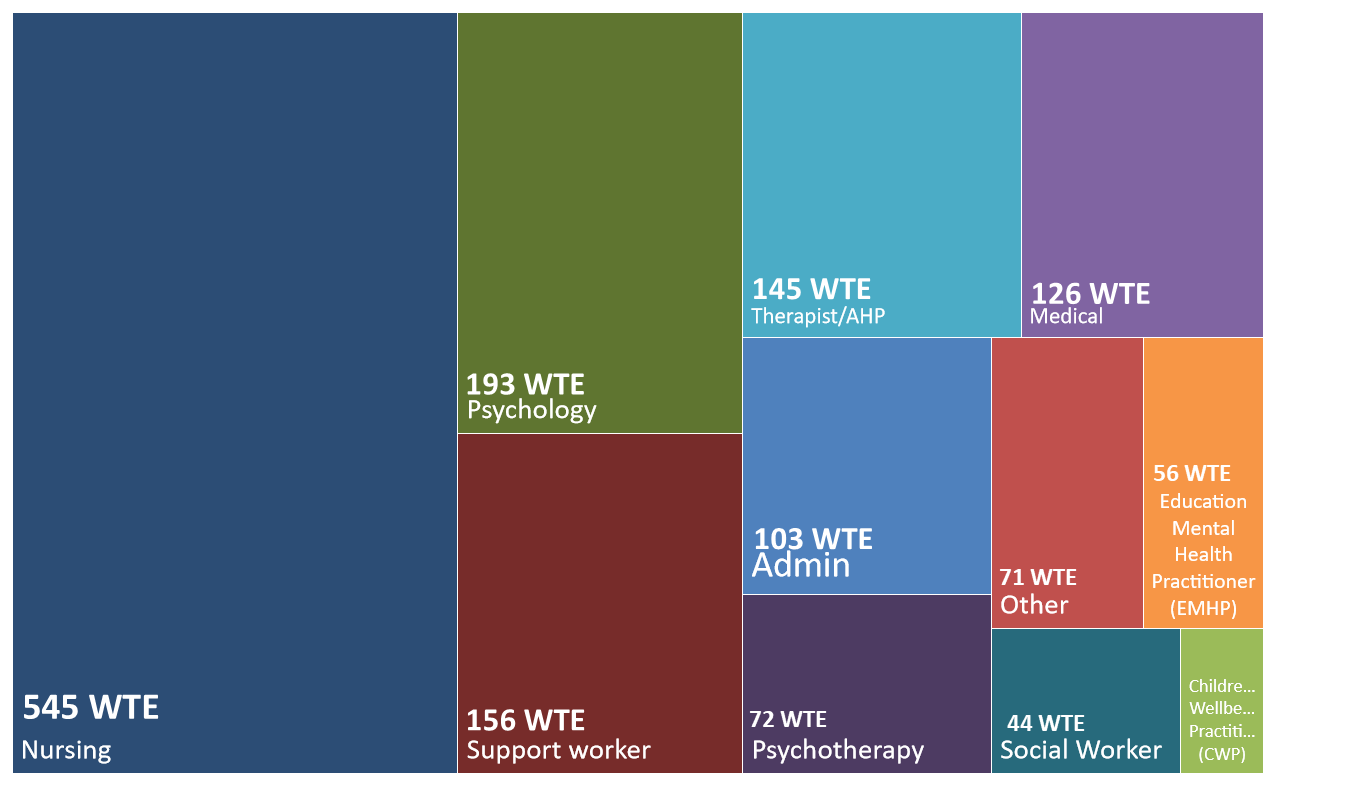 545 WTE
Nursing
193 WTE
Psychology
156 WTE
Support worker
145 WTE
Therapist/AHP
126 WTE
Medical
103 WTE
Admin
72 WTE
Psychotherapy
71 WTE
Other
56 WTE
Education
Mental
Health
Practitioner
(EMHP)
44 WTE
Social Worker
Childre...
Wellbe...
Practiti...
(CWP)